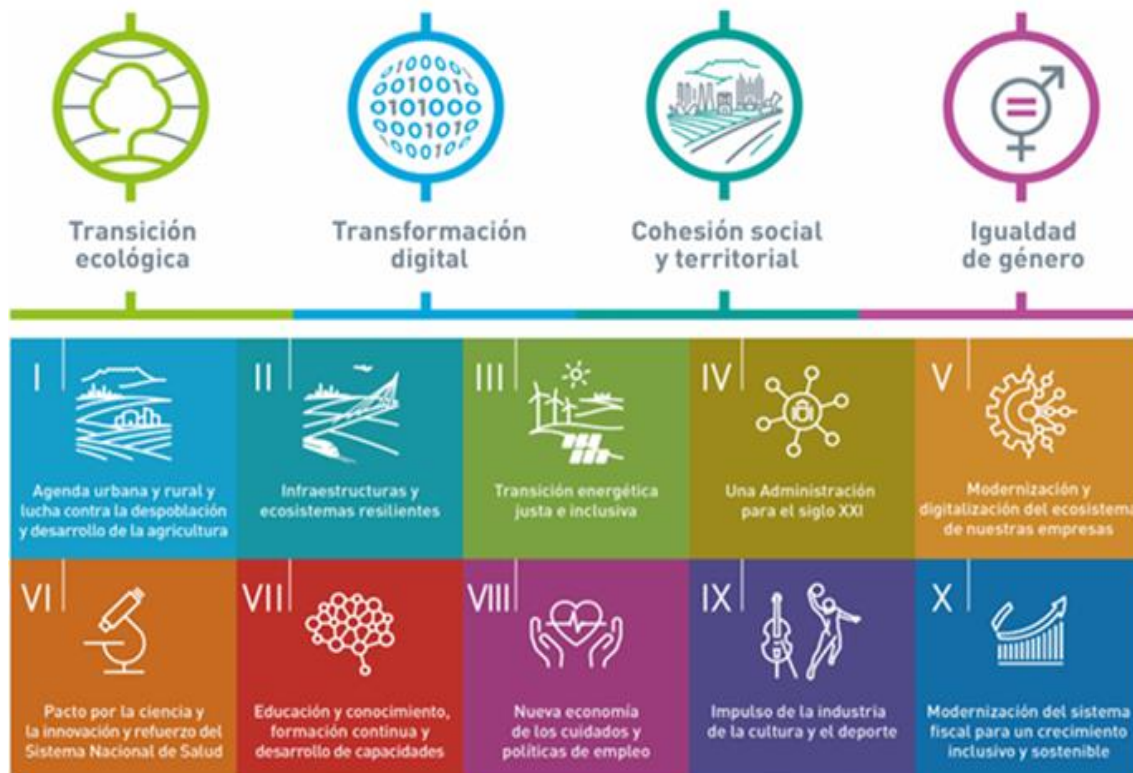 Transición
ecológica
Transformación
digital
Cohesión social
y territorial
Igualdad
de género
I
Agenda urbana y rural y
lucha contra la despoblación
y desarrollo de la agricultura
II
Infraestructuras y
ecosistemas resilientes
III
Transición energética
justa e inclusiva
IV
Una Administración
para el siglo XXI
V
Modernización y
digitalización del ecosistema
de nuestras empresas
VI
Pacto por la ciencia y
la innovación y refuerzo del
Sistema Nacional de Salud
VII
Educación y conocimiento,
formación continua y
desarrollo de capacidades
VIII
Nueva economía
de los cuidados y
políticas de empleo
IX
Impulso de la industria
de la cultura y el deporte
X
Modernización del sistema
fiscal para un crecimiento
inclusivo y sostenible